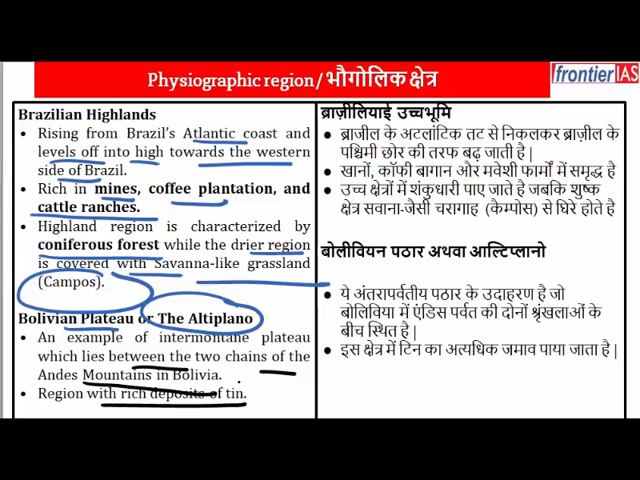 Physiographic region / भौगोलिक क्षेत्र
frontier IAS
Brazilian Highlands
• Rising from Brazil's Atlantic coast and
levels off into high towards the western
side of Brazil.
• Rich in mines, coffee plantation, and
cattle ranches.
• Highland region is characterized by
coniferous forest while the drier region
is covered with Savanna-like grassland
(Campos).
Bolivian Plateau or The Altiplano
• An example of intermontane plateau
which lies between the two chains of the
Andes Mountains in Bolivia.
• Region with rich deposits of tin.
ब्राज़ीलियाई उच्चभूमि
• ब्राजील के अटलांटिक तट से निकलकर ब्राज़ील के
पश्चिमी छोर की तरफ बढ़ जाती है|
• खानों, कॉफी बागान और मवेशी फार्मों में समृद्ध है
• उच्च क्षेत्रों में शंकुधारी पाए जाते है जबकि शुष्क
क्षेत्र सवाना-जैसी चरागाह (कैम्पोस) से घिरे होते है
बोलीवियन पठार अथवा आल्टिप्लानो
• ये अंतरापर्वतीय पठार के उदाहरण है जो
बोलिविया में एंडिस पर्वत की दोनों श्रृंखलाओं के
बीच स्थित है|
• इस क्षेत्र में टिन का अत्यधिक जमाव पाया जाता है|